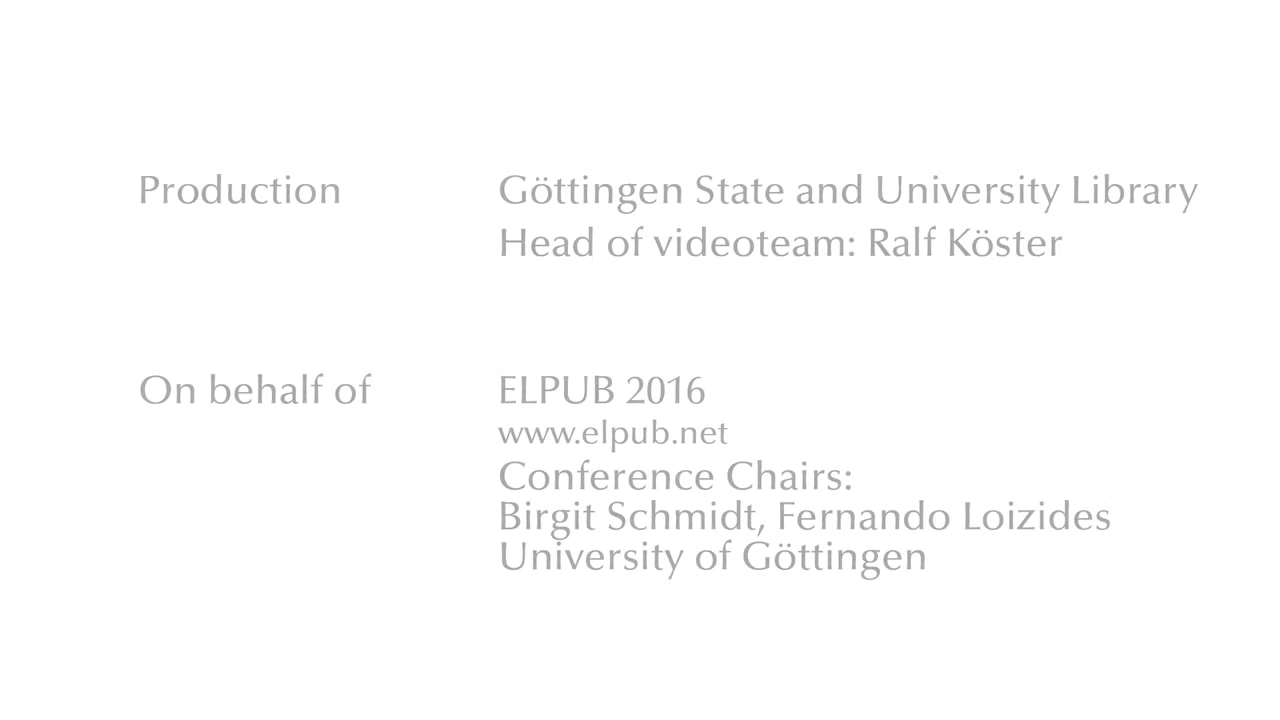 Production
Göttingen State and University Library
Head of videoteam: Ralf Köster
On behalf of
ELPUB 2016
www.elpub.net
Conference Chairs:
Birgit Schmidt, Fernando Loizides
University of Göttingen